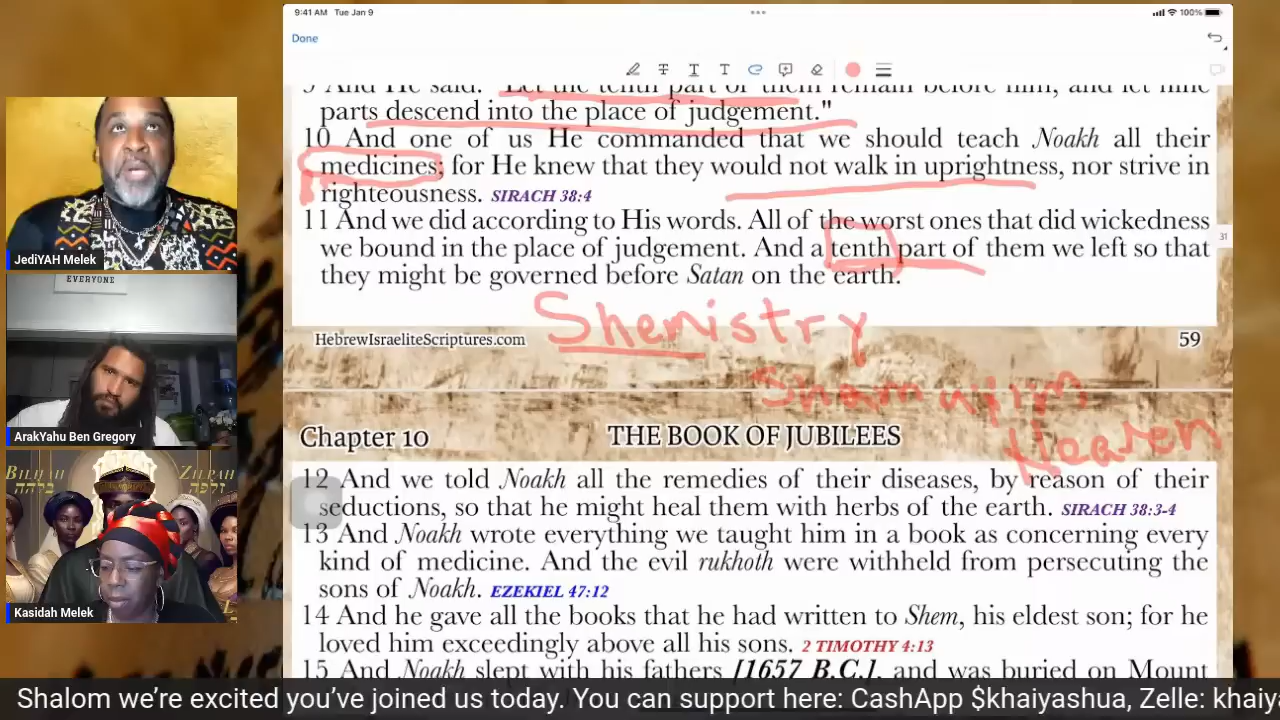 9:41 AM Tue Jan 9
100%
Done
9 And He said: "Let the tenth part of them remain before him, and let nine
parts descend into the place of judgement."
10 And one of us He commanded that we should teach Noakh all their
medicines; for He knew that they would not walk in uprightness, nor strive in
righteousness. SIRACH 38:4
11 And we did according to His words. All of the worst ones that did wickedness
we bound in the place of judgement. And a tenth part of them we left so that
they might be governed before Satan on the earth.
31
Shemistry
HebrewIsraeliteScriptures.com
59
Shamayim
Heaven
Chapter 10
THE BOOK OF JUBILEES
12 And we told Noakh all the remedies of their diseases, by reason of their
seductions, so that he might heal them with herbs of the earth. SIRACH 38:3-4
13 And Noakh wrote everything we taught him in a book as concerning every
kind of medicine. And the evil rukhoth were withheld from persecuting the
sons of Noakh. EZEKIEL 47:12
14 And he gave all the books that he had written to Shem, his eldest son; for he
loved him exceedingly above all his sons. 2 TIMOTHY 4:13
15 And Noakh slept with his fathers [1657 B.C.], and was buried on Mount
JediYAH Melek
EVERYONE
ArakYahu Ben Gregory
BILHAH
בלהה
ZILPAH
זלפה
Kasidah Melek
Shalom we're excited you've joined us today. You can support here: CashApp $khaiyashua, Zelle: khaiy